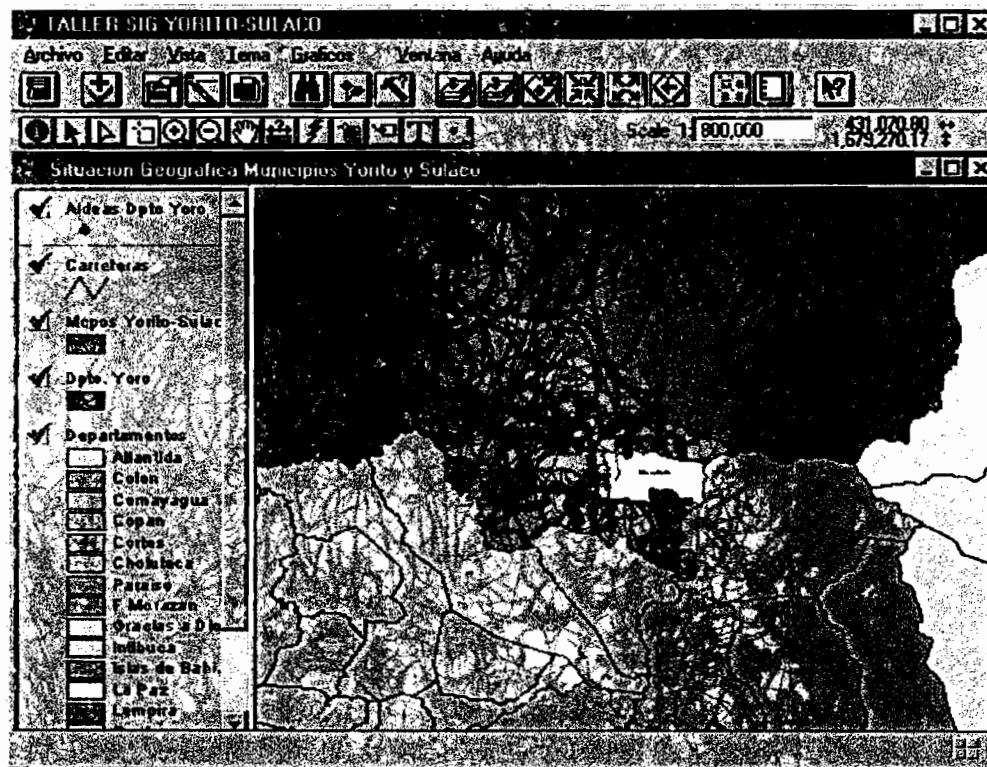 TALLER SIG YORITO-SULACO
Archivo Editar Vista Tema Graficos Ventana Ayuda
Scale 1: 800,000
431,070.80
1,679,270.17
Situacion Geografica Municipios Yorito y Sulaco
Aldeas Dpto Yoro
Carreteras
Mcpos Yorito-Sulac
Dpto. Yoro
Departamentos
Atlantida
Colon
Comayagua
Copan
Cortes
Choluteca
Paraiso
F Morazan
Gracias a Dio
Intibuca
Islas de Bahi
La Paz
Lempira